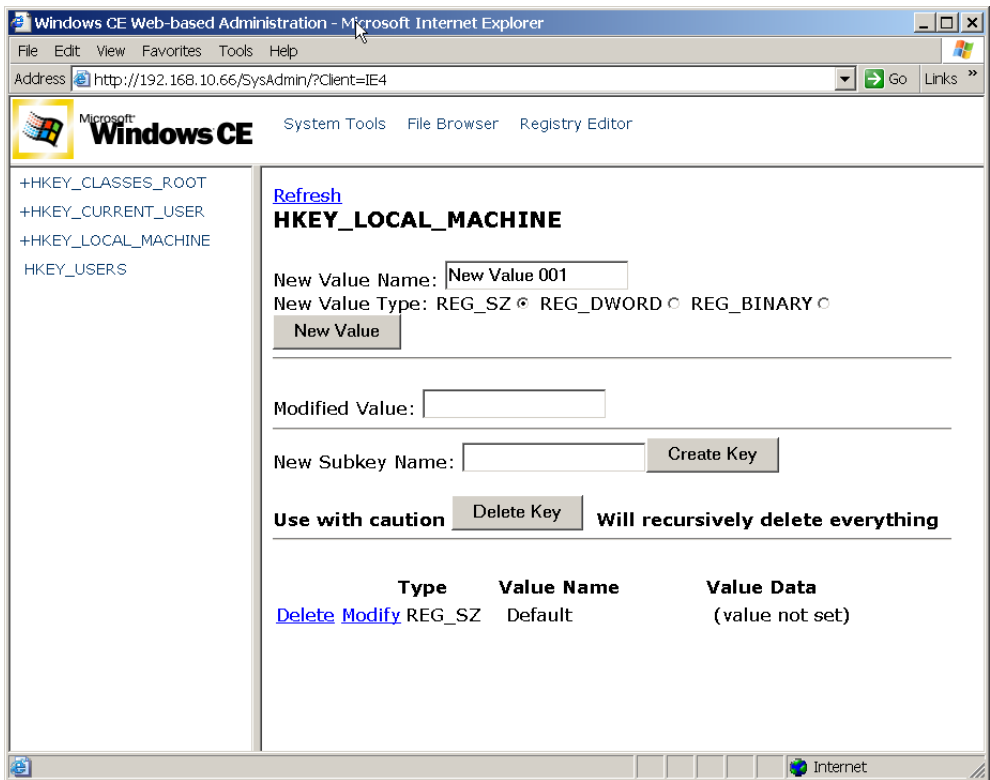 Windows CE Web-based Administration - Microsoft Internet Explorer
File Edit View Favorites Tools Help
Address http://192.168.10.66/SysAdmin/?Client=IE4 Go Links »
Microsoft Windows CE System Tools File Browser Registry Editor
+HKEY_CLASSES_ROOT
+HKEY_CURRENT_USER
+HKEY_LOCAL_MACHINE
HKEY_USERS
Refresh
HKEY_LOCAL_MACHINE
New Value Name: New Value 001
New Value Type: REG_SZ REG_DWORD REG_BINARY
New Value
Modified Value:
New Subkey Name: Create Key
Use with caution Delete Key Will recursively delete everything
Type Value Name Value Data
Delete Modify REG_SZ Default (value not set)
Internet